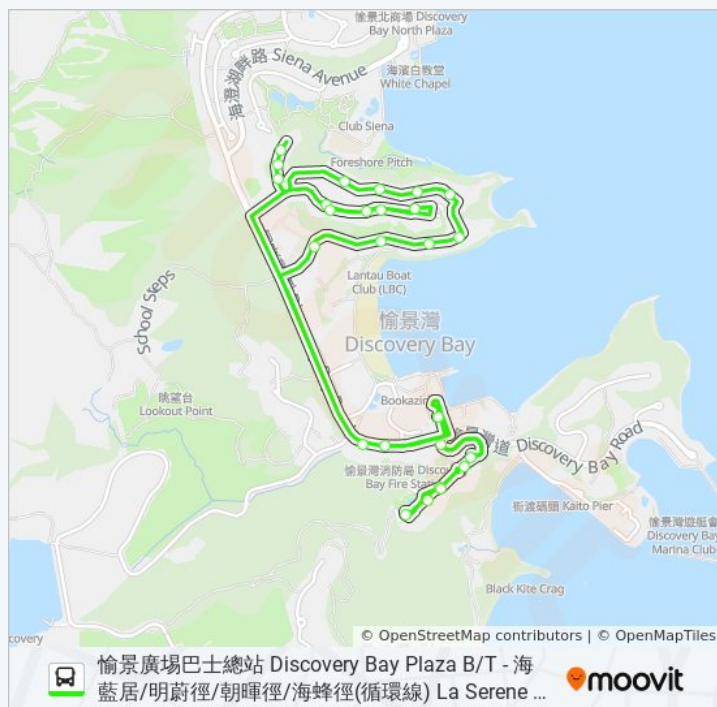 愉景北商場 Discovery
Bay North Plaza
海澄湖畔路 Siena Avenue
海濱白教堂
White Chapel
Club Siena
Foreshore Pitch
Lantau Boat
Club (LBC)
School Steps
愉景灣
Discovery Bay
眺望台
Lookout Point
Bookazine
愉景灣道 Discovery Bay Road
愉景灣消防局 Discovery
Bay Fire Station
街渡碼頭 Kaito Pier
愉景灣遊艇會
Discovery Bay
Marina Club
Black Kite Crag
covery
© OpenStreetMap contributors | © OpenMapTiles
愉景廣場巴士總站 Discovery Bay Plaza B/T - 海
藍居/明蔚徑/朝暉徑/海蜂徑(循環線) La Serene ...
moovit